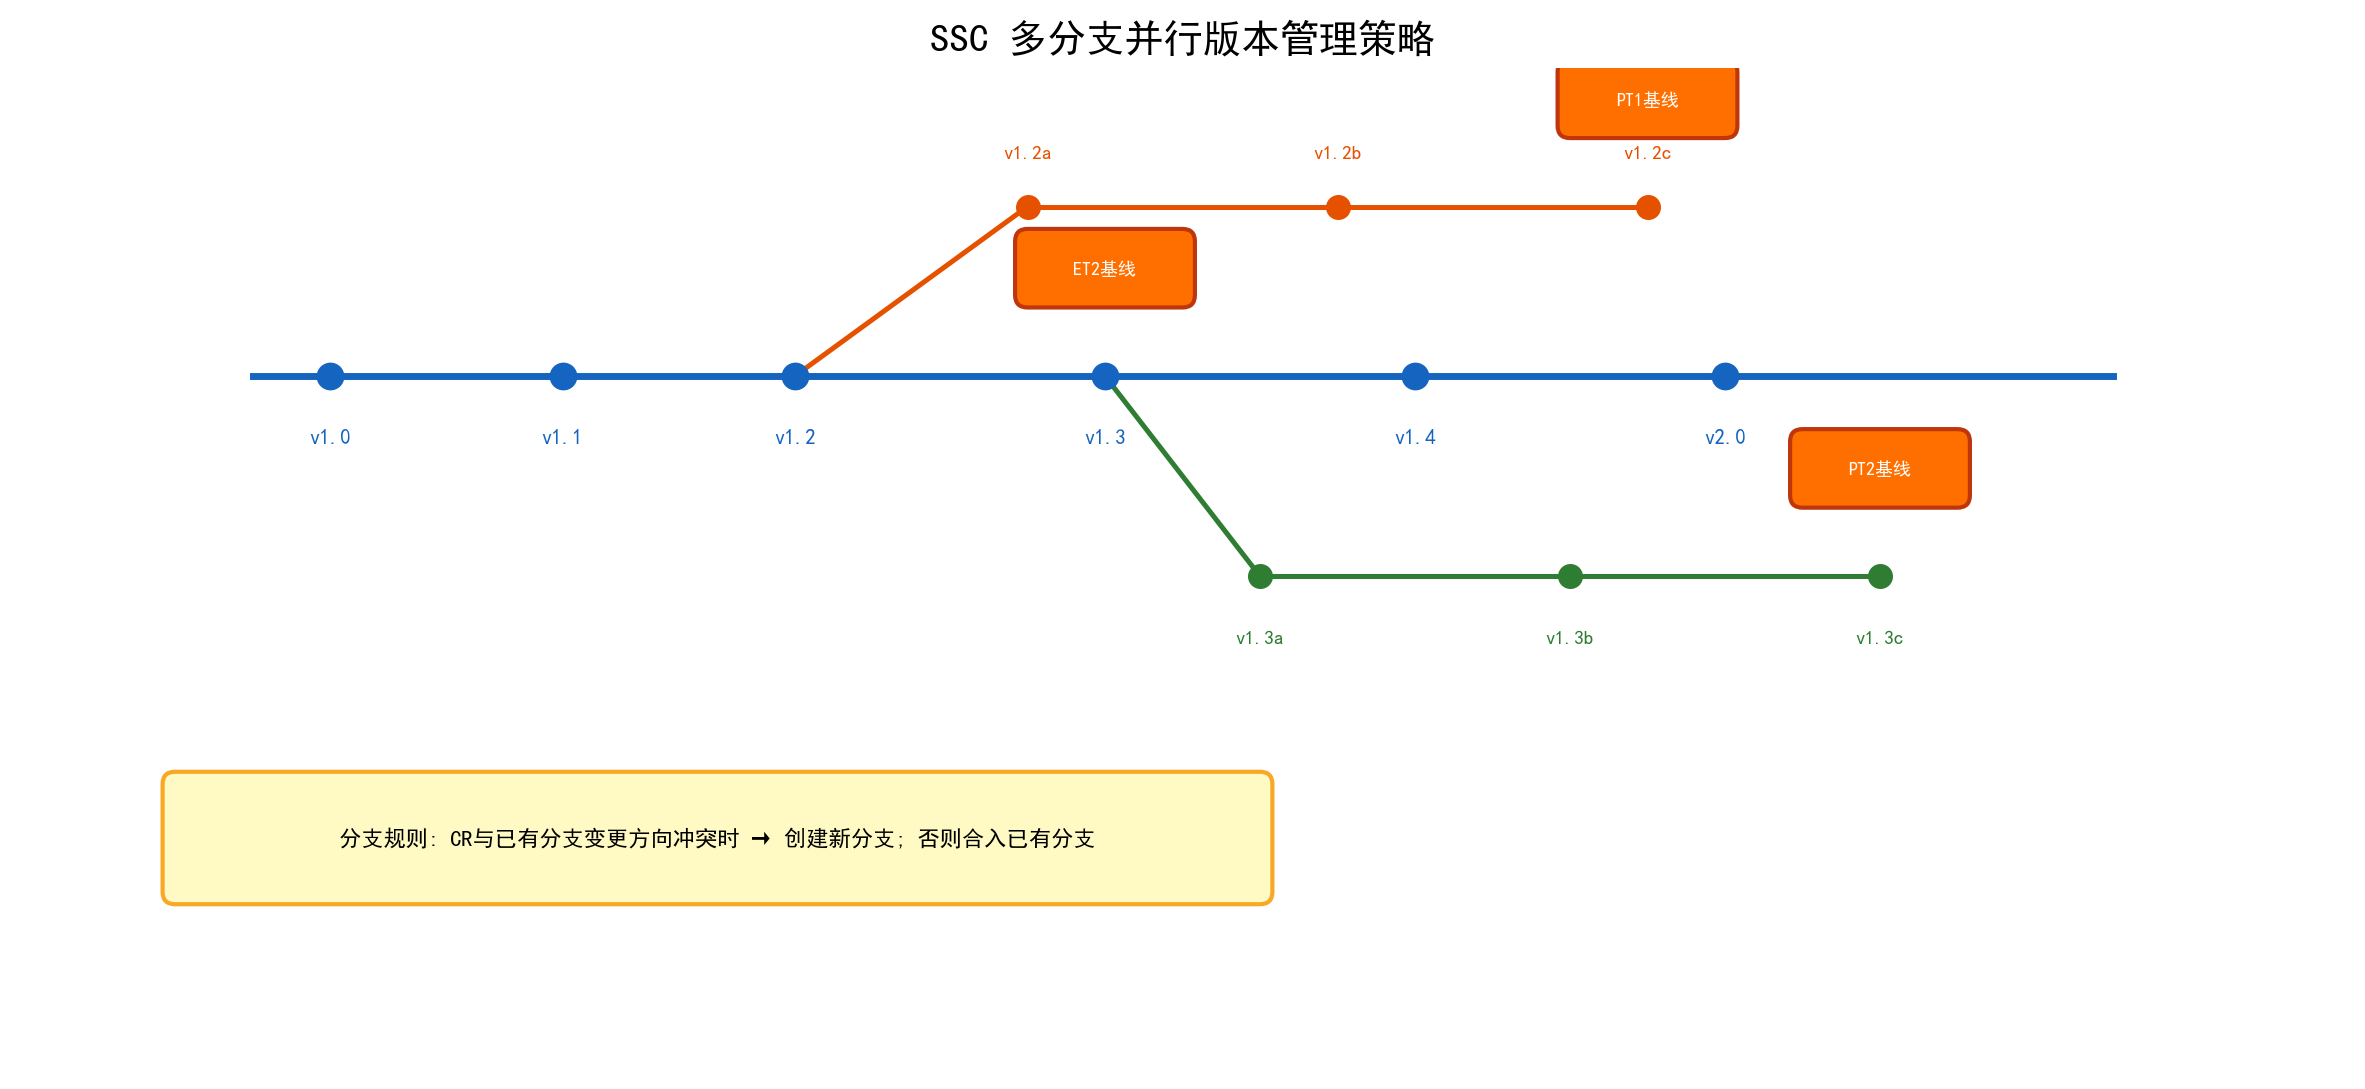 SSC 多分支并行版本管理策略
PT1基线
v1.2a
v1.2b
v1.2c
ET2基线
v1.0
v1.1
v1.2
v1.3
v1.4
v2.0
PT2基线
v1.3a
v1.3b
v1.3c
分支规则: CR与已有分支变更方向冲突时 → 创建新分支; 否则合入已有分支